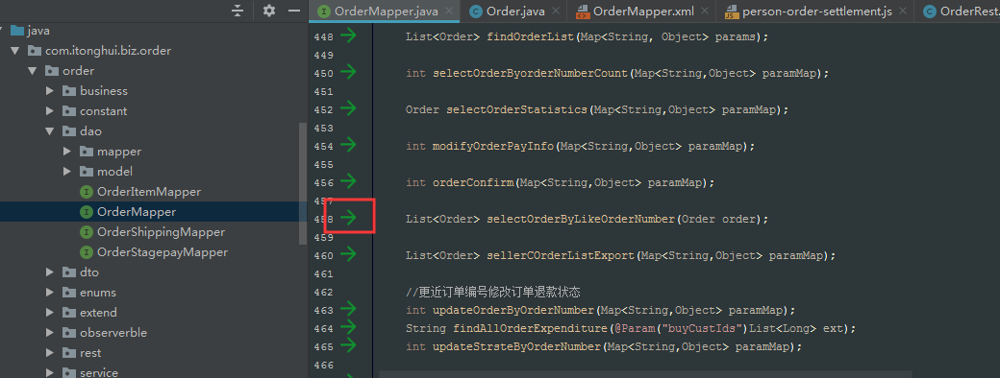 OrderMapper.java
Order.java
OrderMapper.xml
person-order-settlement.js
OrderRest.
java
com.itonghui.biz.order
order
business
constant
dao
mapper
model
OrderItemMapper
OrderMapper
OrderShippingMapper
OrderStagepayMapper
dto
enums
extend
observerble
rest
service
448 List<Order> findOrderList(Map<String, Object> params);
449
450 int selectOrderByorderNumberCount(Map<String,Object> paramMap);
451
452 Order selectOrderStatistics(Map<String,Object> paramMap);
453
454 int modifyOrderPayInfo(Map<String,Object> paramMap);
455
456 int orderConfirm(Map<String,Object> paramMap);
457
458 List<Order> selectOrderByLikeOrderNumber(Order order);
459
460 List<Order> sellerCOrderListExport(Map<String,Object> paramMap);
461
462 //更近订单编号修改订单退款状态
463 int updateOrderByOrderNumber(Map<String,Object> paramMap);
464 String findAllOrderExpenditure(@Param("buyCustIds")List<Long> ext);
465 int updateStrsteByOrderNumber(Map<String,Object> paramMap);
466